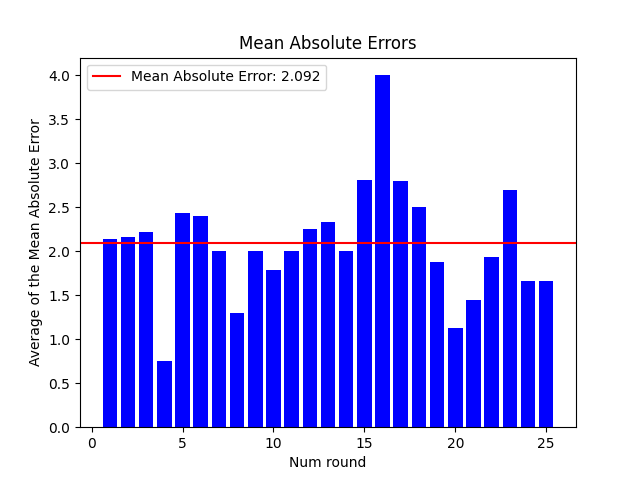 Mean Absolute Errors
Mean Absolute Error: 2.092
Average of the Mean Absolute Error
4.0
3.5
3.0
2.5
2.0
1.5
1.0
0.5
0.0
0 5 10 15 20 25
Num round